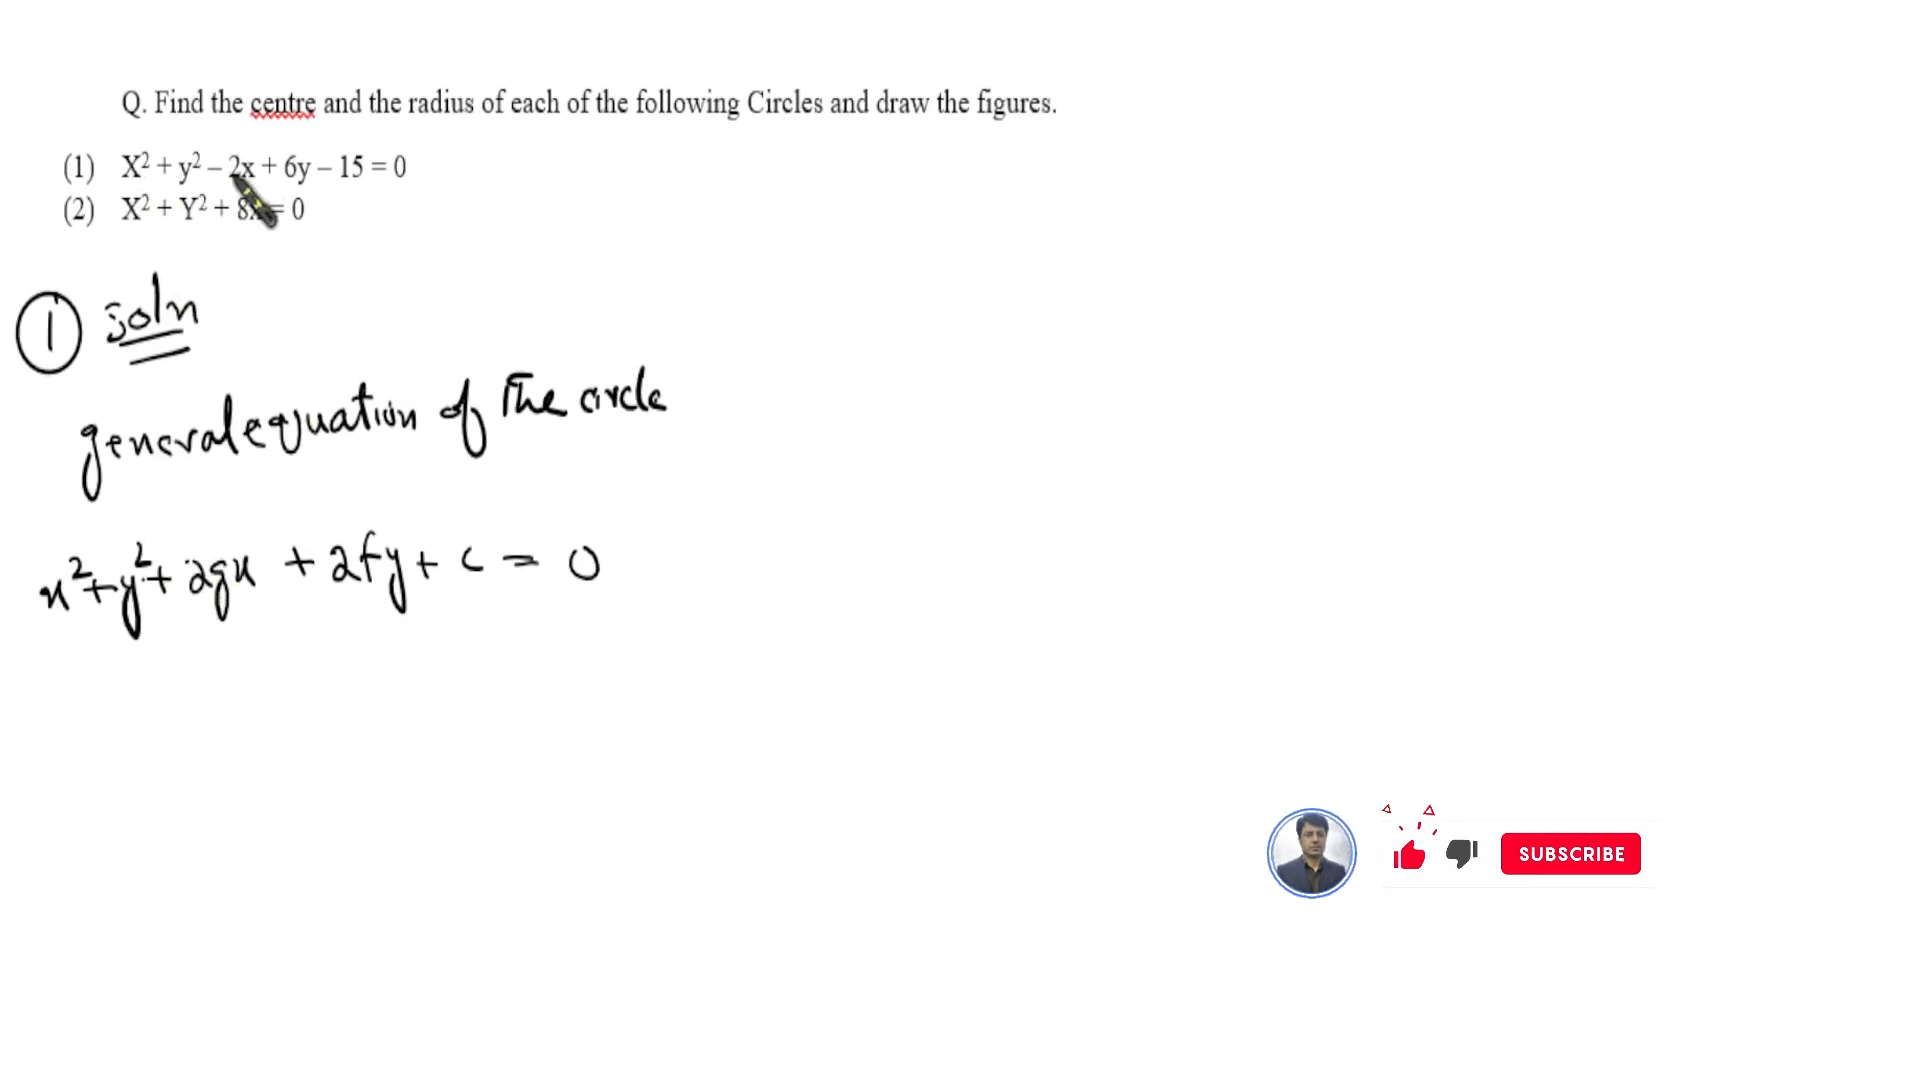 Q. Find the centre and the radius of each of the following Circles and draw the figures.
(1) X² + y² – 2x + 6y – 15 = 0
(2) X² + Y² + 8x = 0
① soln
general equation of the circle
x² + y² + 2gx + 2fy + c = 0
SUBSCRIBE